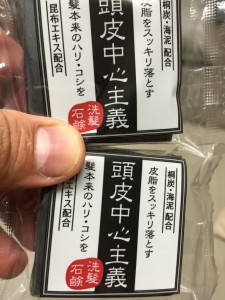 桐炭・海泥配合
皮脂をスッキリ落とす
頭皮中心主義
洗髪
石鹸
髪本来のハリ・コシを
昆布エキス配合
桐炭・海泥配合
皮脂をスッキリ落とす
頭皮中心主義
洗髪
石鹸
髪本来のハリ・コシを
エキス配合